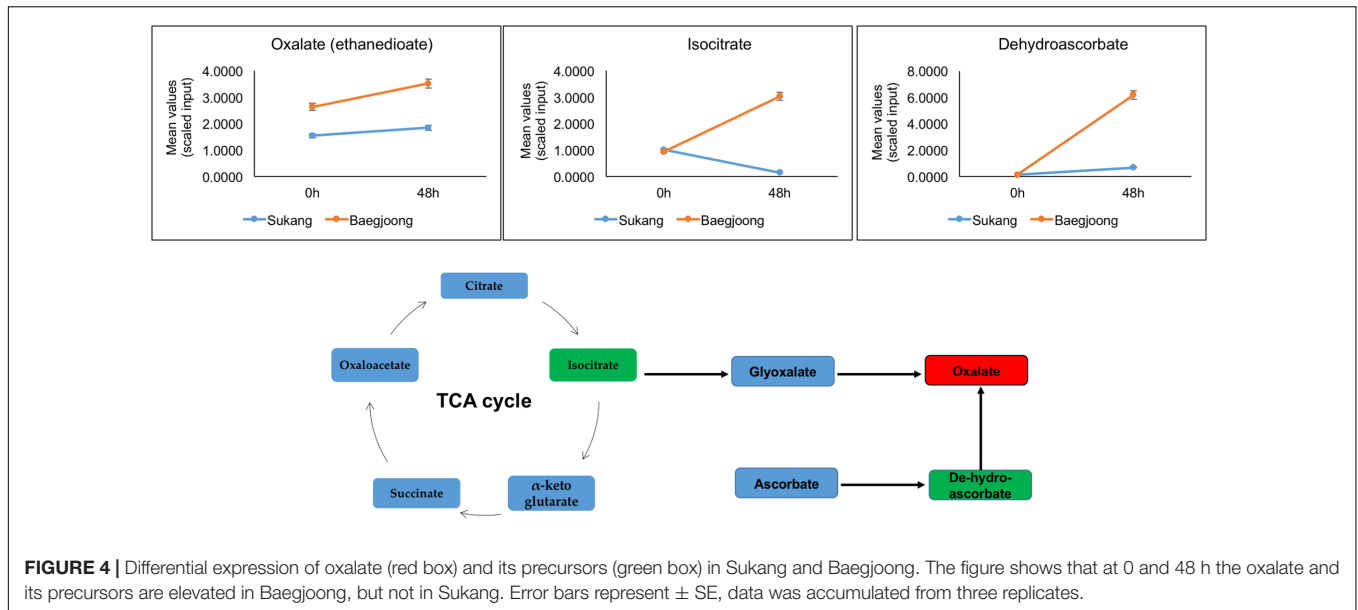 Oxalate (ethanedioate)
Mean values
(scaled input)
4.0000
3.0000
2.0000
1.0000
0.0000
0h
48h
Sukang
Baegjoong
Isocitrate
Mean values
(scaled input)
4.0000
3.0000
2.0000
1.0000
0.0000
0h
48h
Sukang
Baegjoong
Dehydroascorbate
Mean values
(scaled input)
8.0000
6.0000
4.0000
2.0000
0.0000
0h
48h
Sukang
Baegjoong
Citrate
Oxaloacetate
Isocitrate
Glyoxalate
Oxalate
TCA cycle
Succinate
α-keto
glutarate
Ascorbate
De-hydro-
ascorbate
FIGURE 4 | Differential expression of oxalate (red box) and its precursors (green box) in Sukang and Baegjoong. The figure shows that at 0 and 48 h the oxalate and
its precursors are elevated in Baegjoong, but not in Sukang. Error bars represent ± SE, data was accumulated from three replicates.